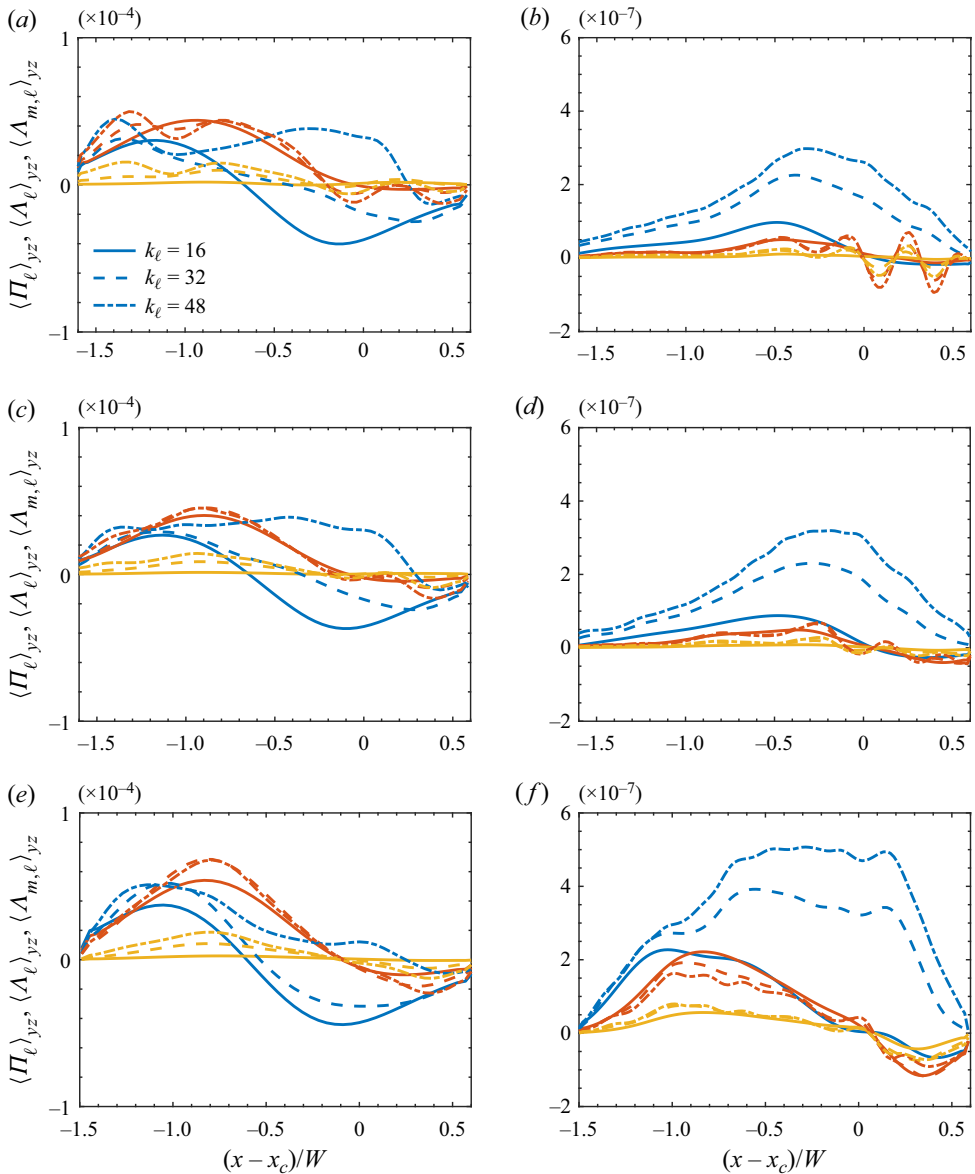 (a) (×10⁻⁴) (b) (×10⁻⁷)
1 6
⟨Π_ℓ⟩_yz, ⟨Λ_ℓ⟩_yz, ⟨Λ_m,ℓ⟩_yz
4
0 2
k_ℓ = 16
k_ℓ = 32 0
k_ℓ = 48
−1 −2
−1.5 −1.0 −0.5 0 0.5 −1.5 −1.0 −0.5 0 0.5
(c) (×10⁻⁴) (d) (×10⁻⁷)
1 6
⟨Π_ℓ⟩_yz, ⟨Λ_ℓ⟩_yz, ⟨Λ_m,ℓ⟩_yz
4
0 2
0
−1 −2
−1.5 −1.0 −0.5 0 0.5 −1.5 −1.0 −0.5 0 0.5
(e) (×10⁻⁴) (f) (×10⁻⁷)
1 6
⟨Π_ℓ⟩_yz, ⟨Λ_ℓ⟩_yz, ⟨Λ_m,ℓ⟩_yz
4
0 2
0
−1 −2
−1.5 −1.0 −0.5 0 0.5 −1.5 −1.0 −0.5 0 0.5
(x – x_c)/W (x – x_c)/W